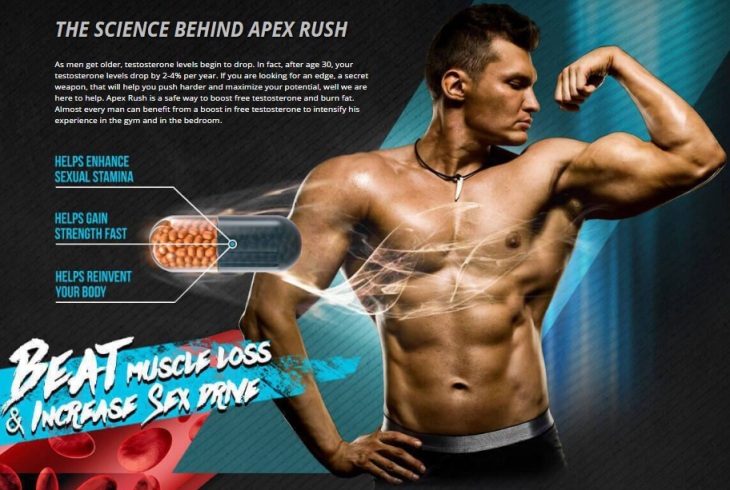 THE SCIENCE BEHIND APEX RUSH
As men get older, testosterone levels begin to drop. In fact, after age 30, your
testosterone levels drop by 2-4% per year. If you are looking for an edge, a secret
weapon, that will help you push harder and maximize your potential, well we are
here to help. Apex Rush is a safe way to boost free testosterone and burn fat.
Almost every man can benefit from a boost in free testosterone to intensify his
experience in the gym and in the bedroom.
HELPS ENHANCE
SEXUAL STAMINA
HELPS GAIN
STRENGTH FAST
HELPS REINVENT
YOUR BODY
BEAT MUSCLE LOSS
& INCREASE SEX DRIVE